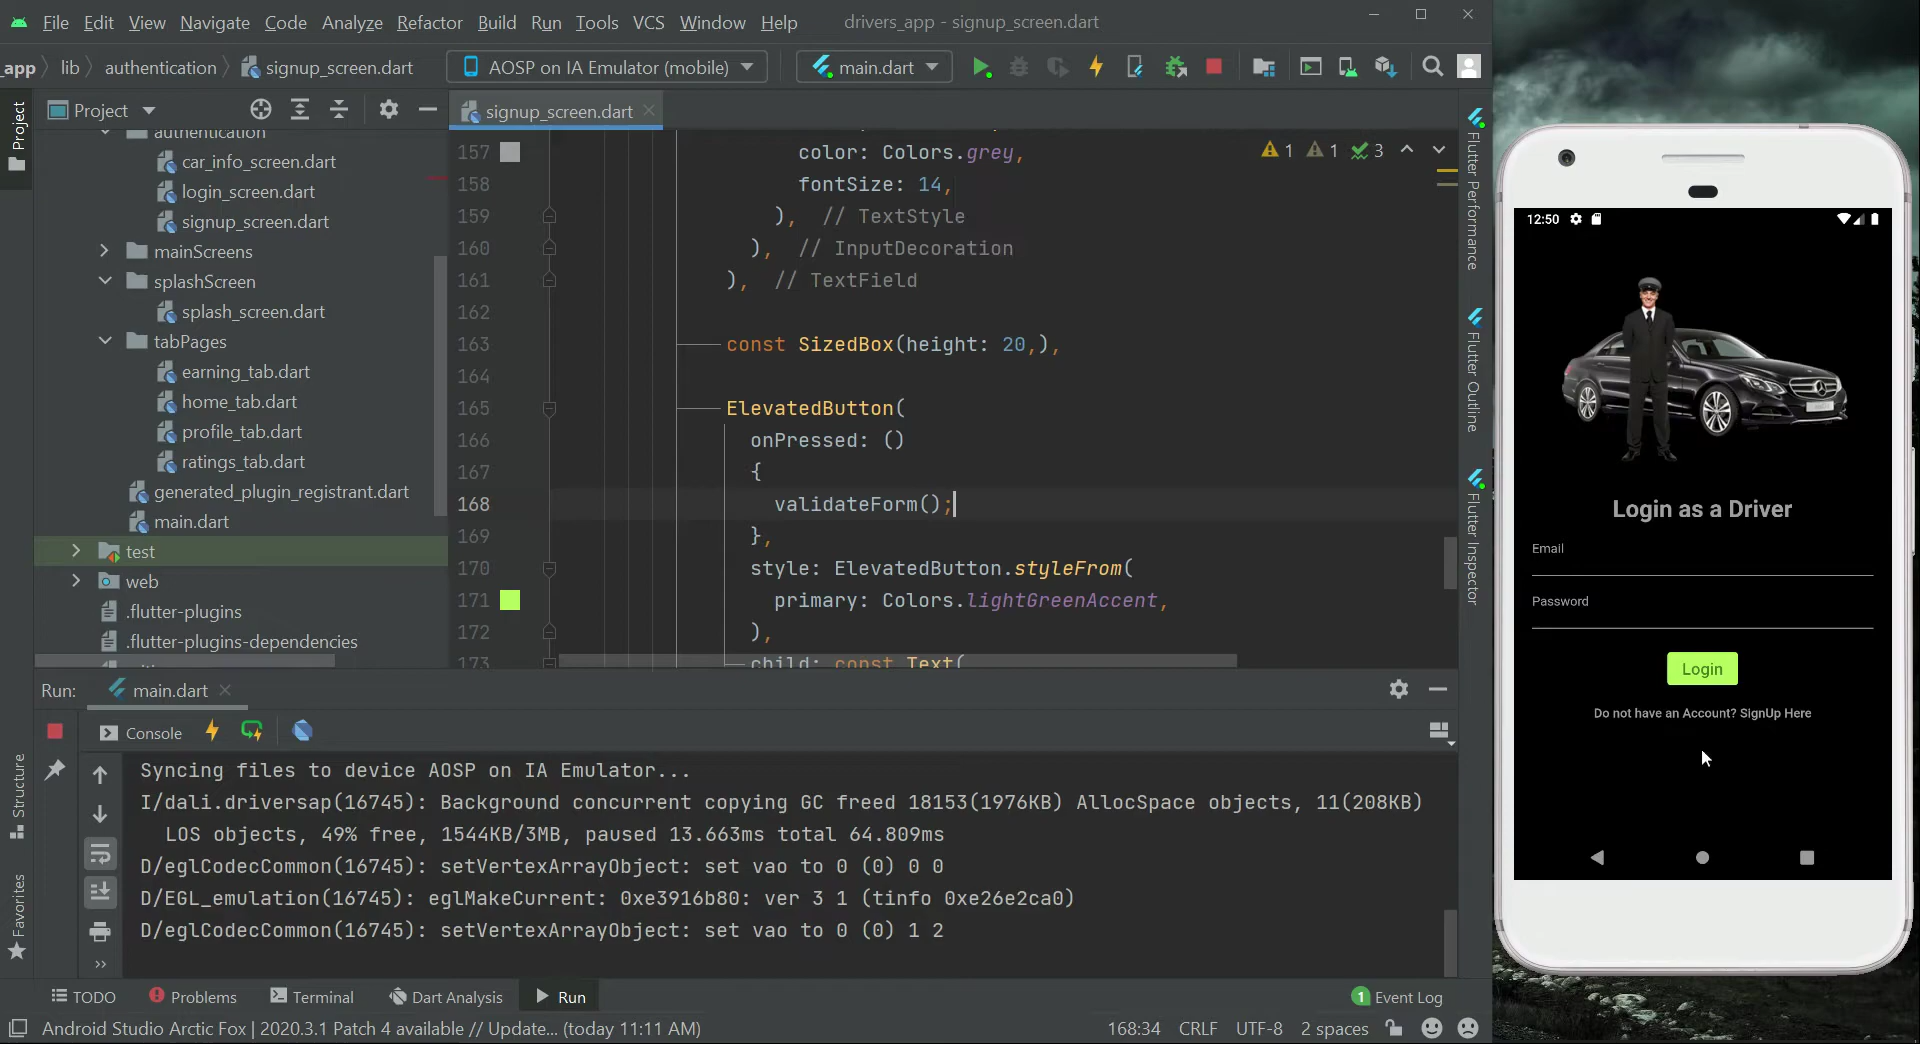 File Edit View Navigate Code Analyze Refactor Build Run Tools VCS Window Help drivers_app - signup_screen.dart
_app lib authentication signup_screen.dart AOSP on IA Emulator (mobile) main.dart
Project
Project
authentication
car_info_screen.dart
login_screen.dart
signup_screen.dart
mainScreens
splashScreen
splash_screen.dart
tabPages
earning_tab.dart
home_tab.dart
profile_tab.dart
ratings_tab.dart
generated_plugin_registrant.dart
main.dart
test
web
.flutter-plugins
.flutter-plugins-dependencies
signup_screen.dart
1 1 3
157 color: Colors.grey,
158 fontSize: 14,
159 ), // TextStyle
160 ), // InputDecoration
161 ), // TextField
162
163 const SizedBox(height: 20,),
164
165 ElevatedButton(
166 onPressed: ()
167 {
168 validateForm();
169 },
170 style: ElevatedButton.styleFrom(
171 primary: Colors.lightGreenAccent,
172 ),
173 child: const Text(
Flutter Performance
Flutter Outline
Flutter Inspector
Run: main.dart
Console
Syncing files to device AOSP on IA Emulator...
I/dali.driversap(16745): Background concurrent copying GC freed 18153(1976KB) AllocSpace objects, 11(208KB)
LOS objects, 49% free, 1544KB/3MB, paused 13.663ms total 64.809ms
D/eglCodecCommon(16745): setVertexArrayObject: set vao to 0 (0) 0 0
D/EGL_emulation(16745): eglMakeCurrent: 0xe3916b80: ver 3 1 (tinfo 0xe26e2ca0)
D/eglCodecCommon(16745): setVertexArrayObject: set vao to 0 (0) 1 2
Structure
Favorites
TODO Problems Terminal Dart Analysis Run 1 Event Log
Android Studio Arctic Fox | 2020.3.1 Patch 4 available // Update... (today 11:11 AM) 168:34 CRLF UTF-8 2 spaces
12:50
Login as a Driver
Email
Password
Login
Do not have an Account? SignUp Here